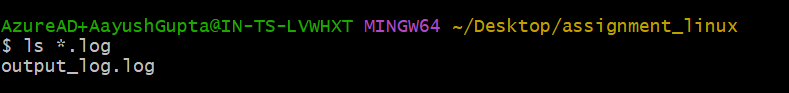 AzureAD+AayushGupta@IN-TS-LVWHXT MINGW64 ~/Desktop/assignment_linux
$ ls *.log
output_log.log